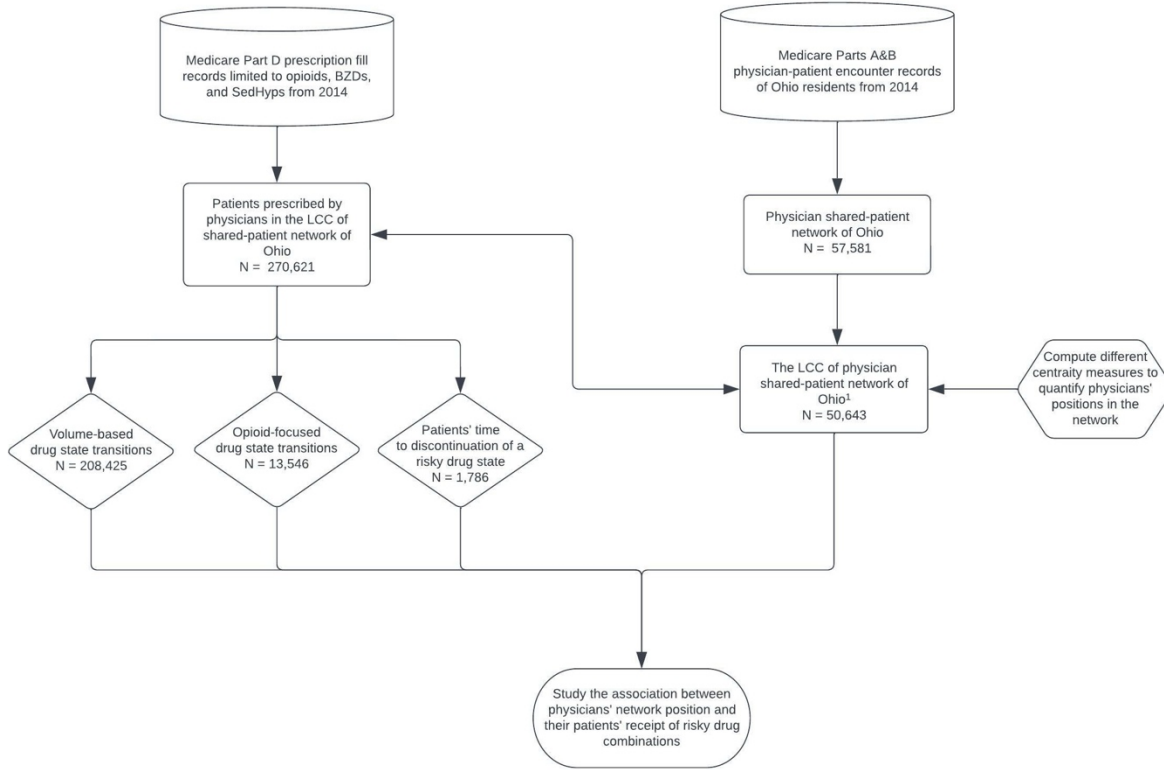 Medicare Part D prescription fill
records limited to opioids, BZDs,
and SedHyps from 2014
Medicare Parts A&B
physician-patient encounter records
of Ohio residents from 2014
Patients prescribed by
physicians in the LCC of
shared-patient network of
Ohio
N =  270,621
Physician shared-patient
network of Ohio
N =  57,581
The LCC of physician
shared-patient network of
Ohio¹
N = 50,643
Compute different
centraity measures to
quantify physicians'
positions in the
network
Volume-based
drug state transitions
N = 208,425
Opioid-focused
drug state transitions
N = 13,546
Patients' time
to discontinuation of a
risky drug state
N = 1,786
Study the association between
physicians' network position and
their patients' receipt of risky drug
combinations